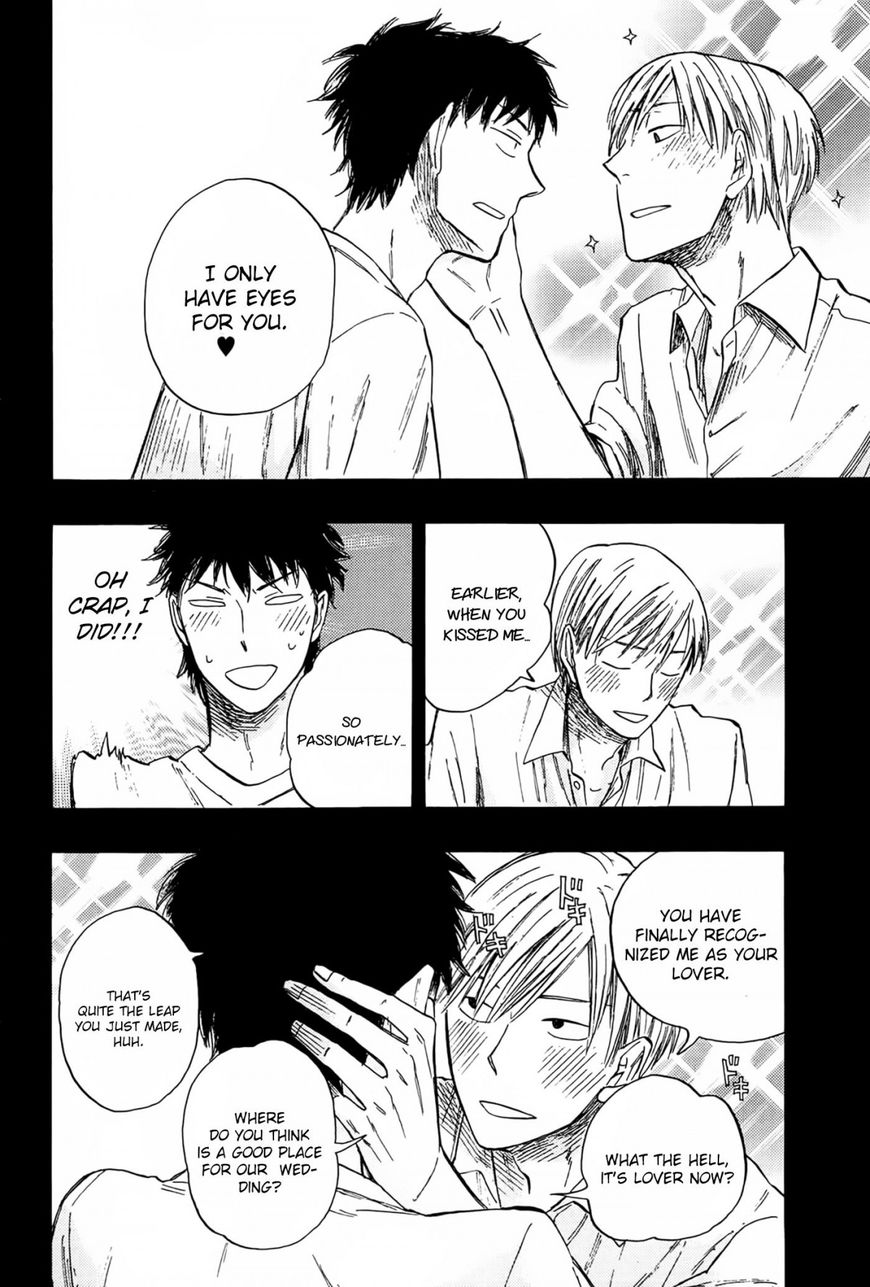 I ONLY
HAVE EYES
FOR YOU.
♥
EARLIER,
WHEN YOU
KISSED ME...
SO
PASSIONATELY...
OH
CRAP, I
DID!!!
YOU HAVE
FINALLY RECOG-
NIZED ME AS YOUR
LOVER.
ドキ
ドキ
ドキ
WHAT THE HELL,
IT'S LOVER NOW?
THAT'S
QUITE THE LEAP
YOU JUST MADE,
HUH.
WHERE
DO YOU THINK
IS A GOOD PLACE
FOR OUR WED-
DING?